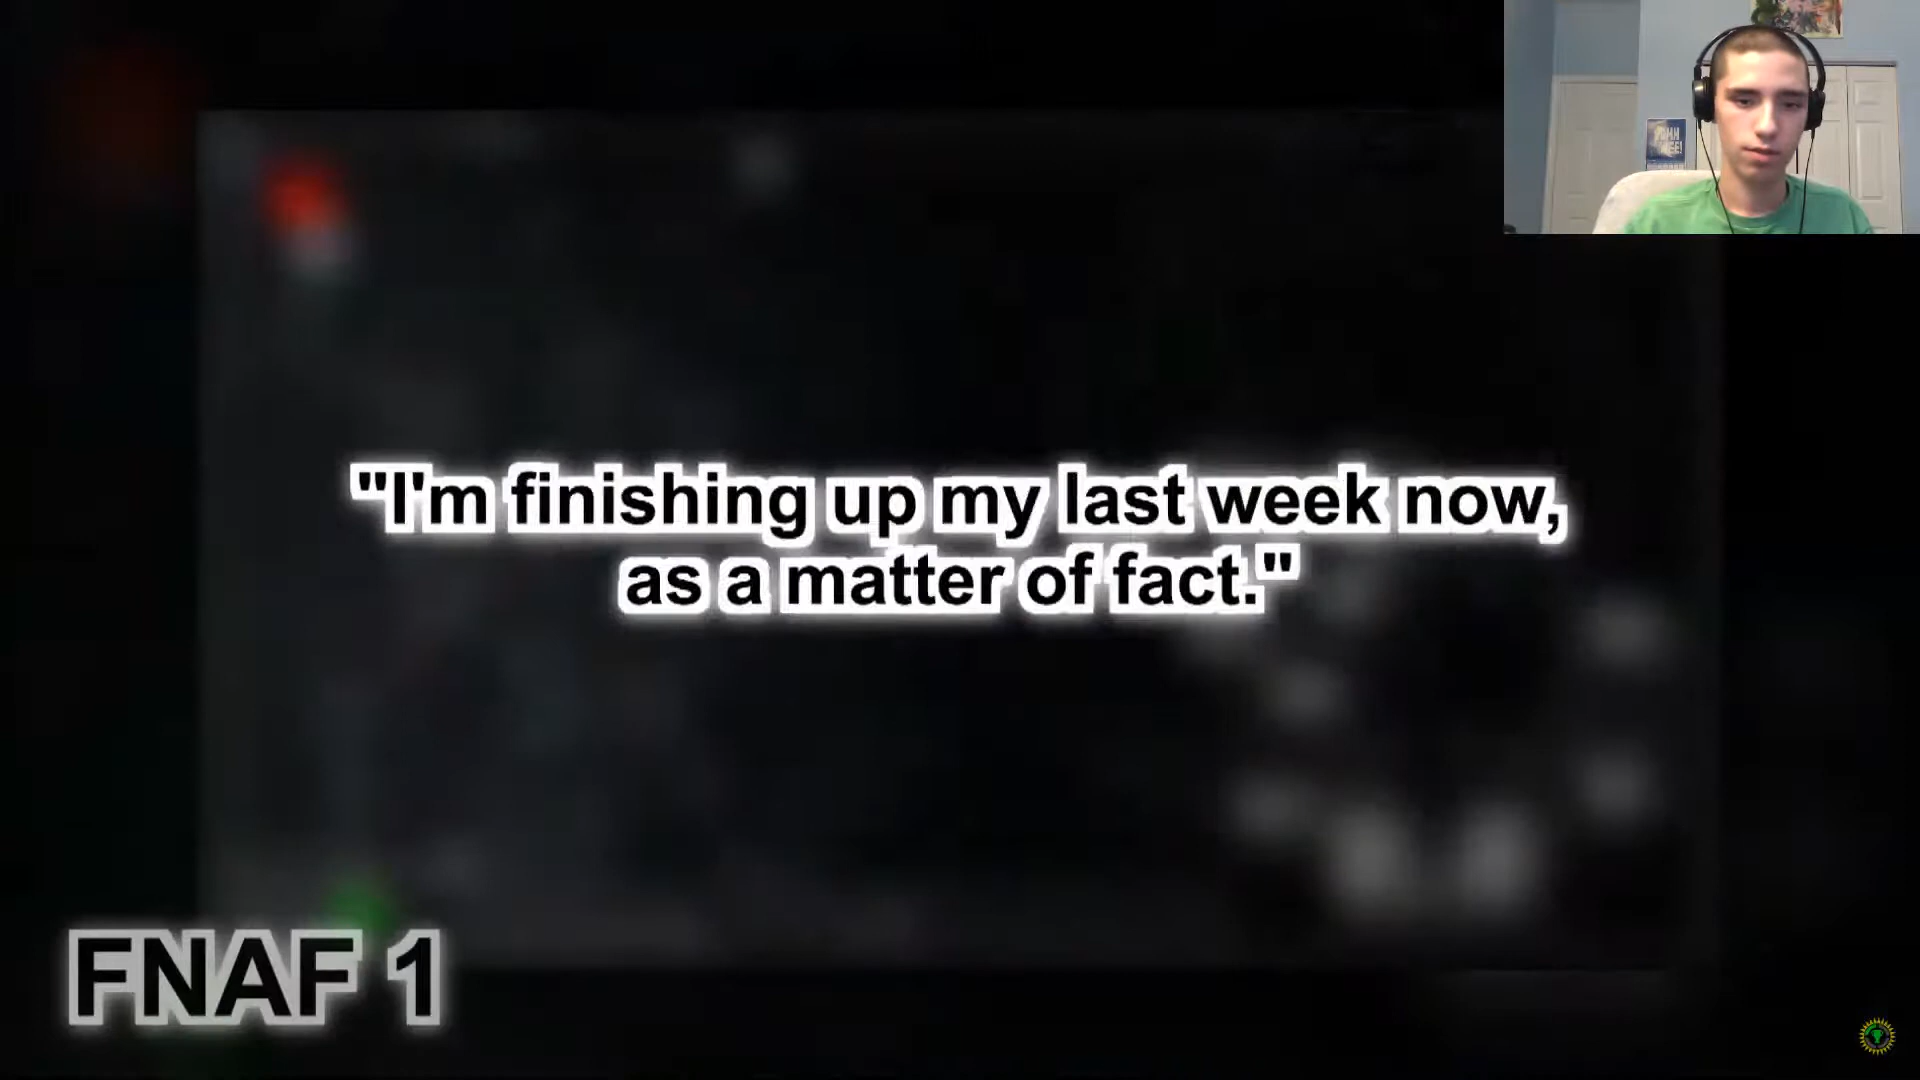 "I'm finishing up my last week now,
as a matter of fact."
FNAF 1